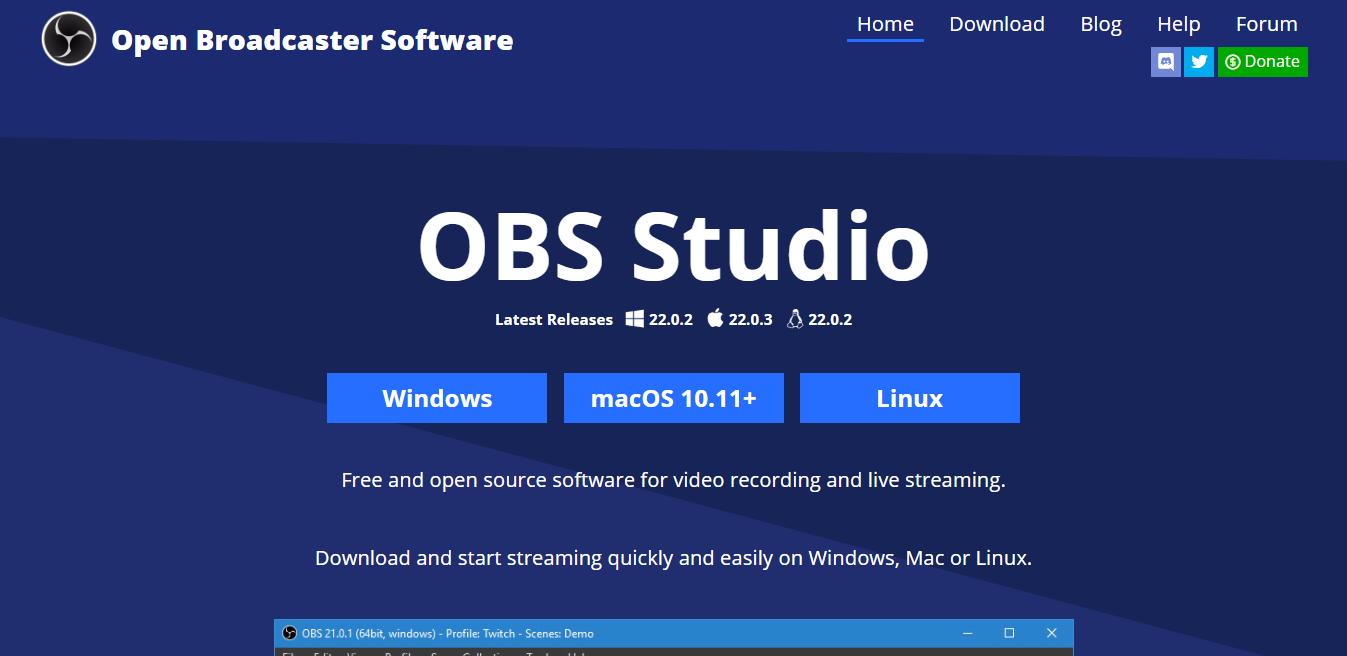 Open Broadcaster Software
Home Download Blog Help Forum
Donate
OBS Studio
Latest Releases 22.0.2 22.0.3 22.0.2
Windows macOS 10.11+ Linux
Free and open source software for video recording and live streaming.
Download and start streaming quickly and easily on Windows, Mac or Linux.
OBS 21.0.1 (64bit, windows) - Profile: Twitch - Scenes: Demo